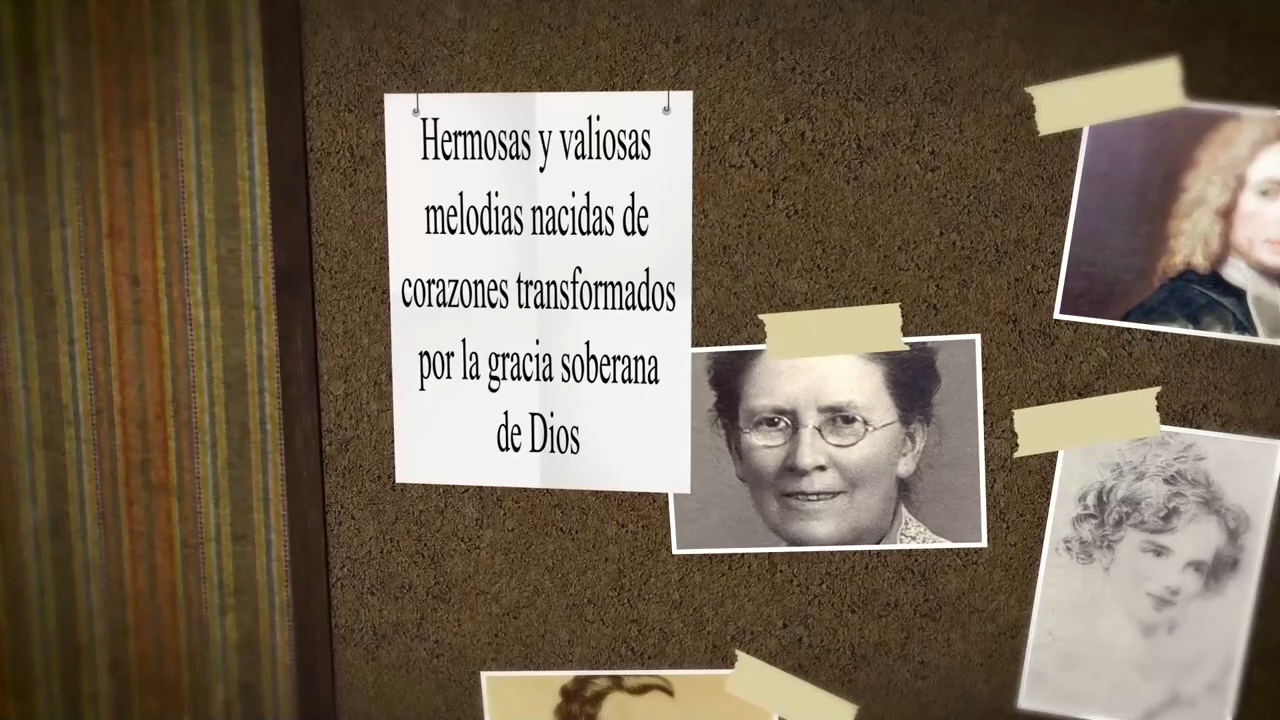 Hermosas y valiosas
melodias nacidas de
corazones transformados
por la gracia soberana
de Dios